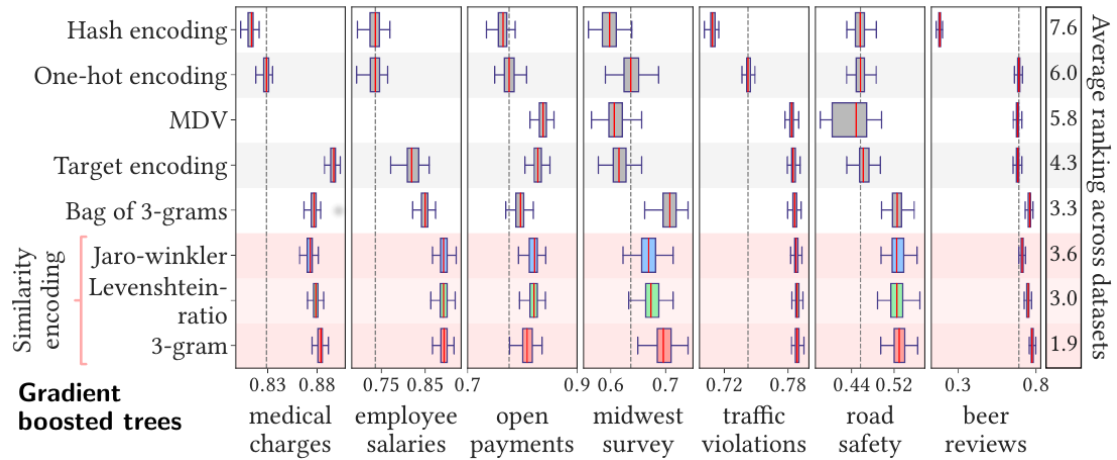 Hash encoding
7.6
One-hot encoding
6.0
MDV
5.8
Target encoding
4.3
Bag of 3-grams
3.3
Jaro-winkler
3.6
Levenshtein-
ratio
3.0
3-gram
1.9
Similarity
encoding
Average ranking across datasets
0.83 0.88 0.75 0.85 0.7 0.9 0.6 0.7 0.72 0.78 0.44 0.52 0.3 0.8
Gradient
boosted trees
medical
charges
employee
salaries
open
payments
midwest
survey
traffic
violations
road
safety
beer
reviews